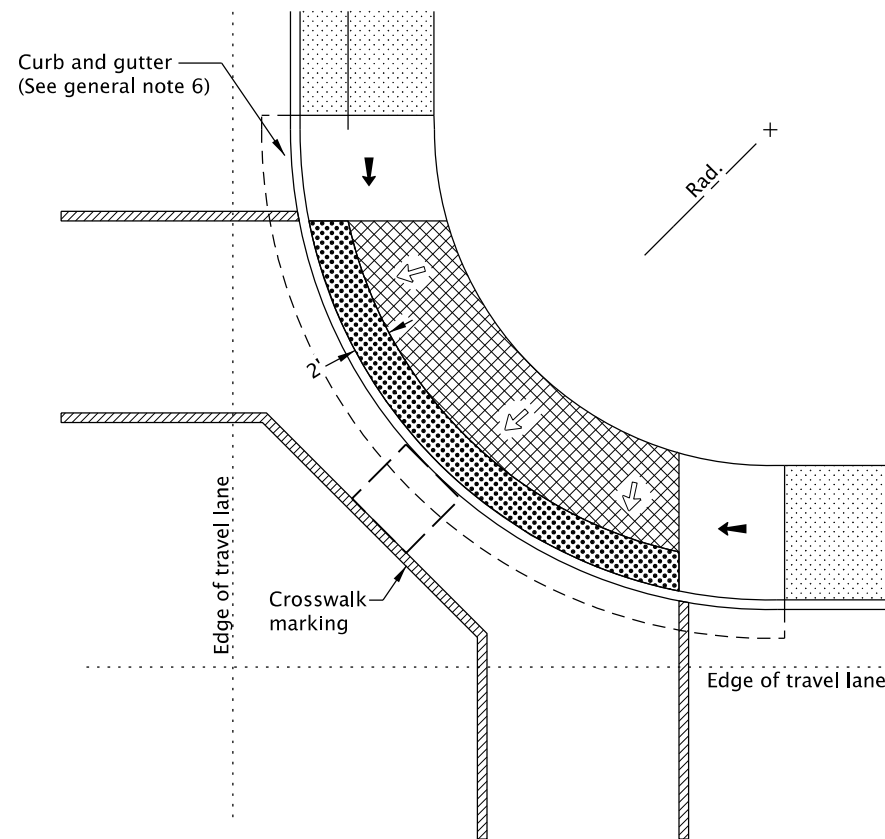 Curb and gutter
(See general note 6)
Rad.
2'
Edge of travel lane
Crosswalk
marking
Edge of travel lane